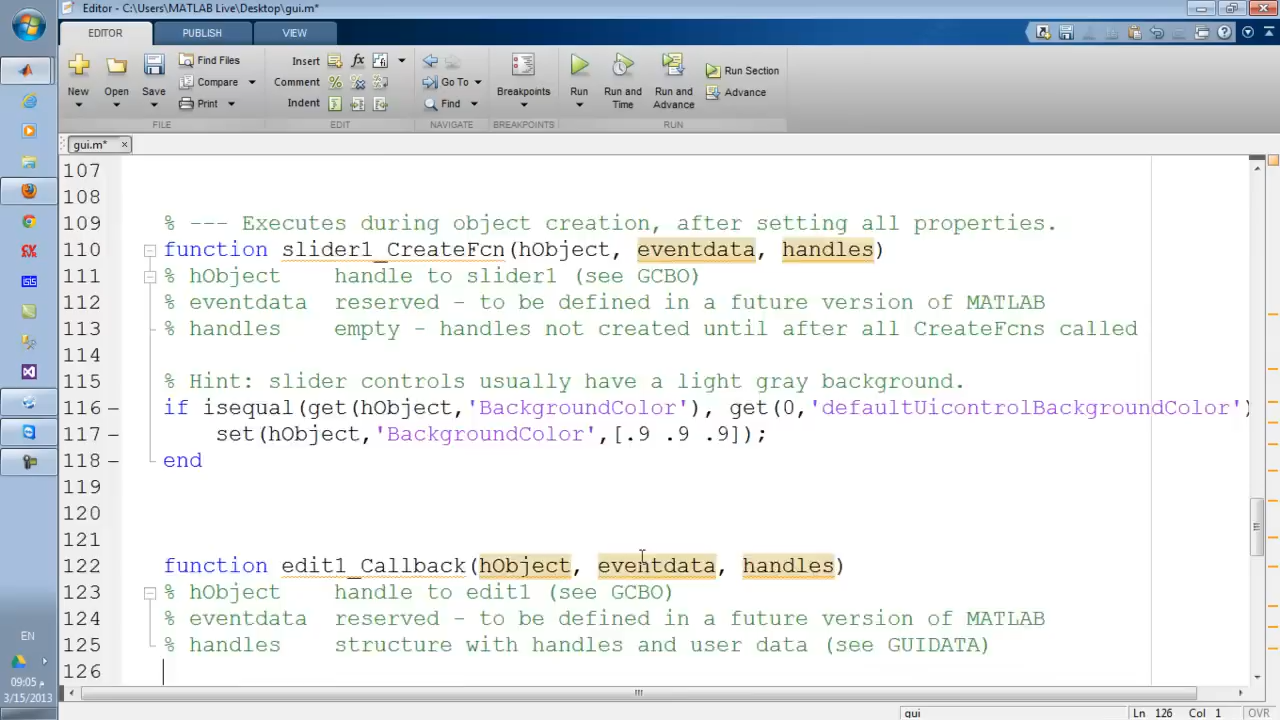 Editor - C:\Users\MATLAB Live\Desktop\gui.m*
EDITOR PUBLISH VIEW
New Open Save Find Files Compare Print
Insert Comment Indent
Go To Find
Breakpoints
Run Run and Time Run and Advance Run Section Advance
FILE EDIT NAVIGATE BREAKPOINTS RUN
gui.m*
107
108
109 % --- Executes during object creation, after setting all properties.
110 function slider1_CreateFcn(hObject, eventdata, handles)
111 % hObject    handle to slider1 (see GCBO)
112 % eventdata  reserved - to be defined in a future version of MATLAB
113 % handles    empty - handles not created until after all CreateFcns called
114
115 % Hint: slider controls usually have a light gray background.
116 – if isequal(get(hObject,'BackgroundColor'), get(0,'defaultUicontrolBackgroundColor')
117 – set(hObject,'BackgroundColor',[.9 .9 .9]);
118 – end
119
120
121
122 function edit1_Callback(hObject, eventdata, handles)
123 % hObject    handle to edit1 (see GCBO)
124 % eventdata  reserved - to be defined in a future version of MATLAB
125 % handles    structure with handles and user data (see GUIDATA)
126
EN
09:05 م
3/15/2013
gui Ln 126 Col 1 OVR